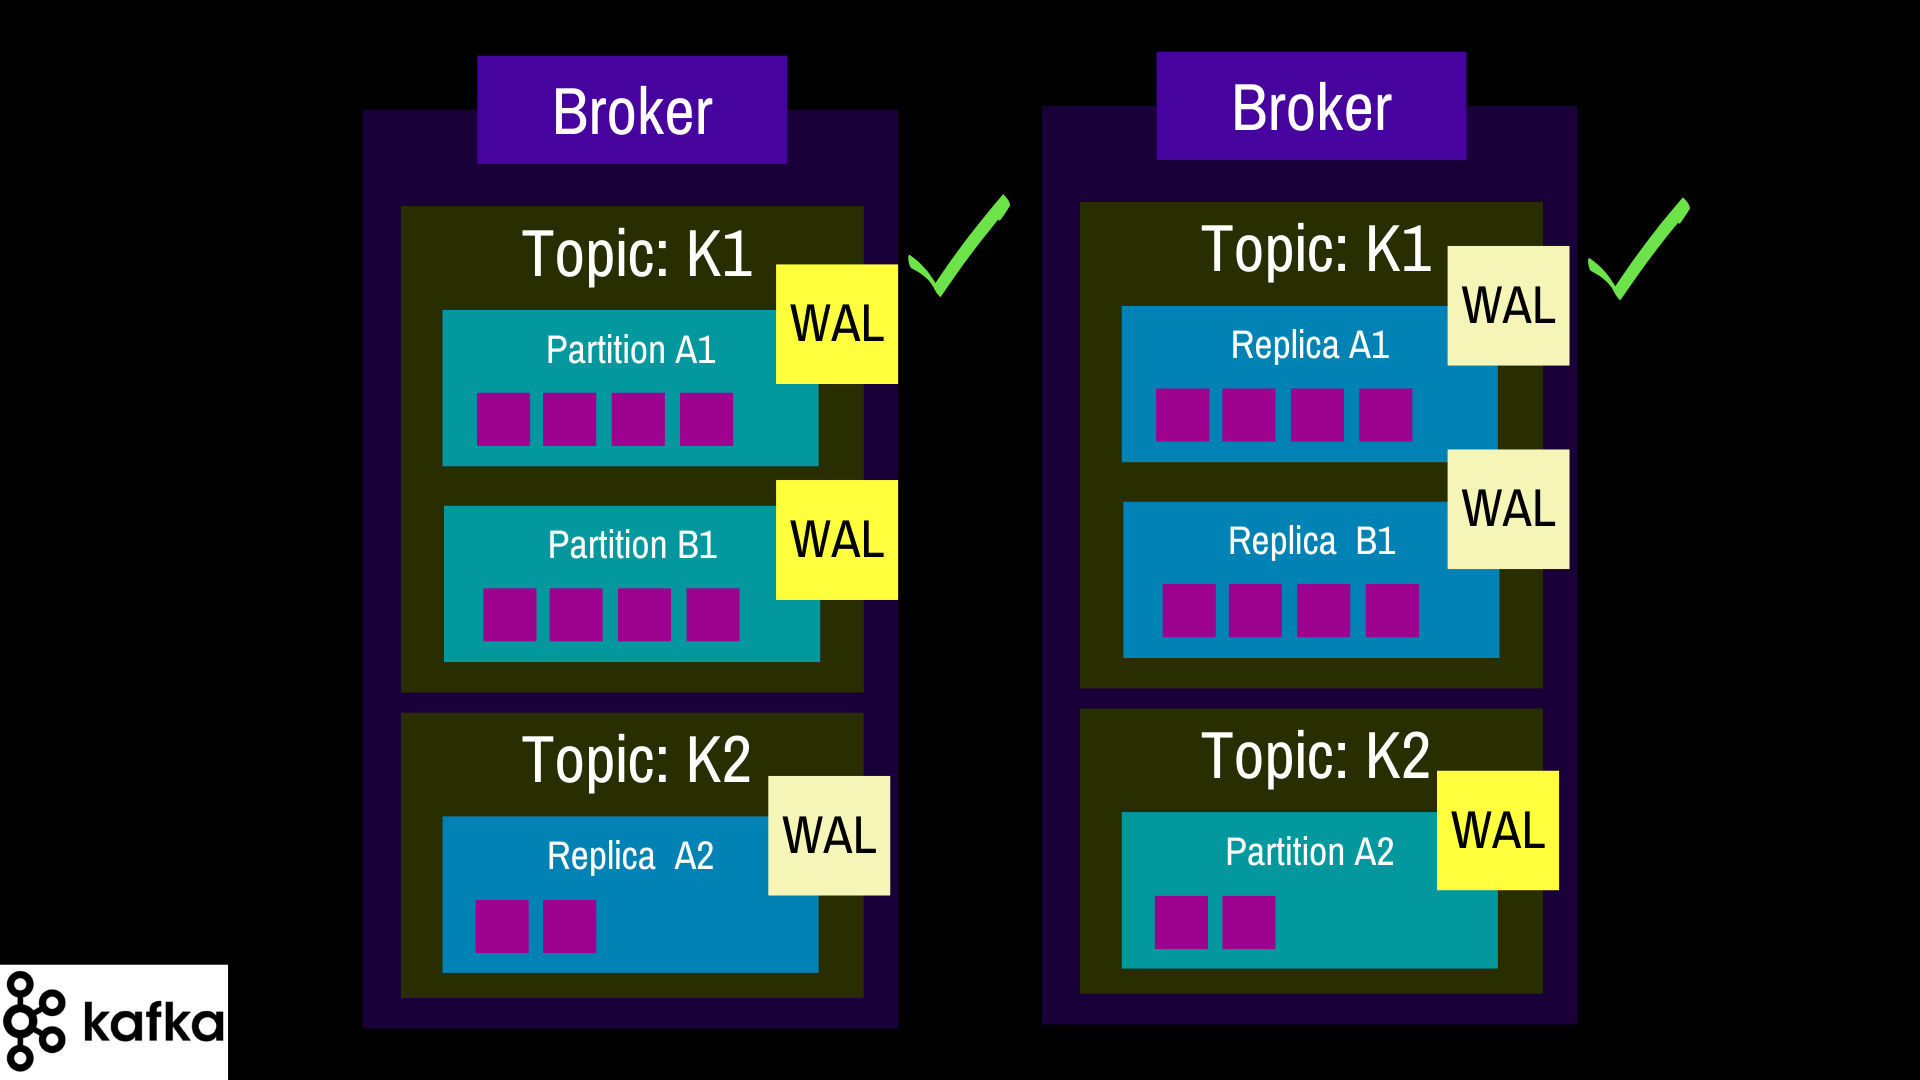 Broker
Topic: K1
WAL
Partition A1
WAL
Partition B1
Topic: K2
WAL
Replica A2
Broker
Topic: K1
WAL
Replica A1
WAL
Replica B1
Topic: K2
WAL
Partition A2
kafka